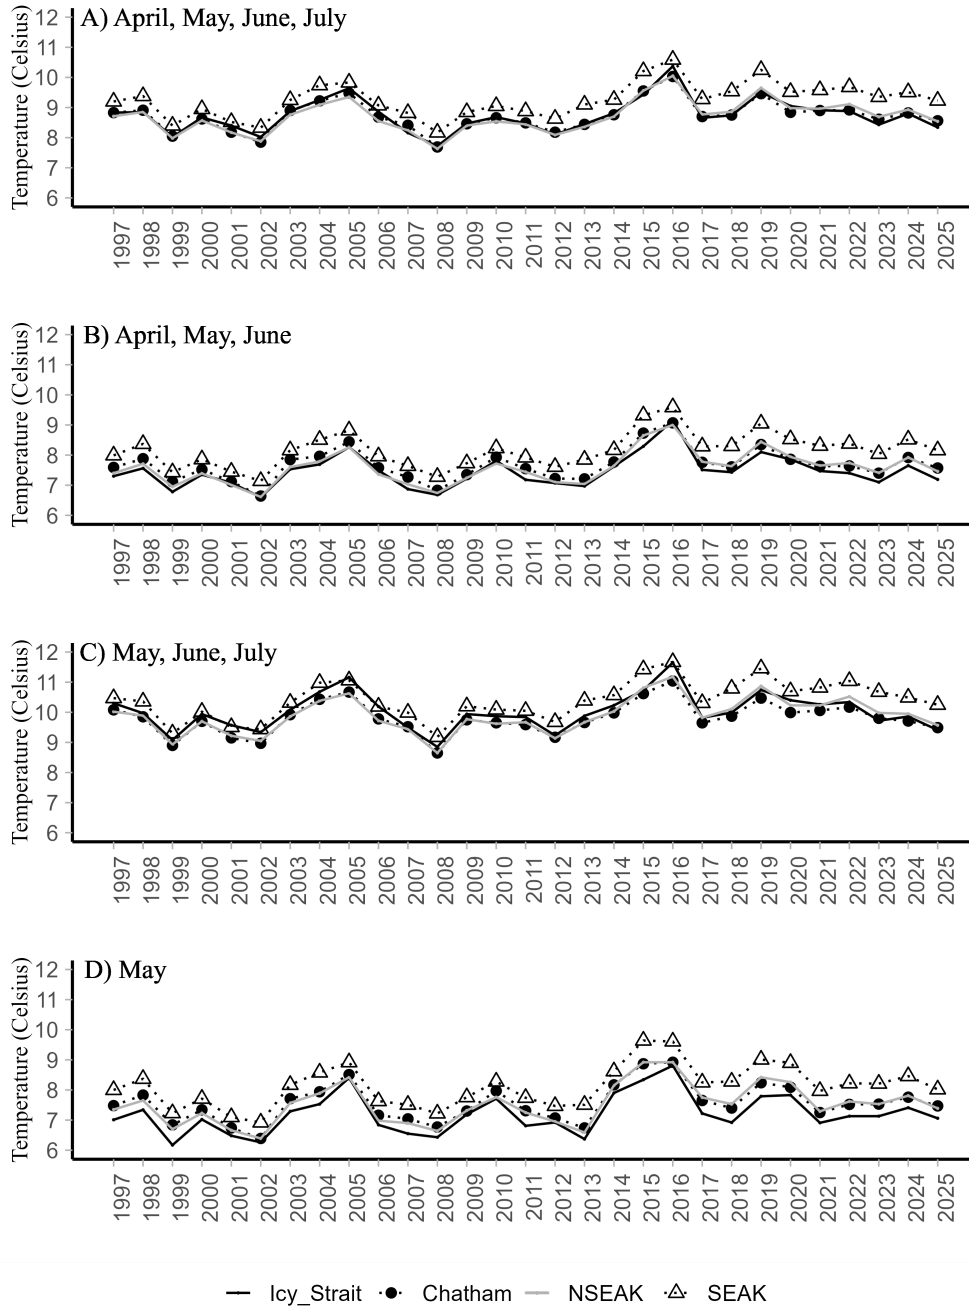 A) April, May, June, July
Temperature (Celsius)
12
11
10
9
8
7
6
1997 1998 1999 2000 2001 2002 2003 2004 2005 2006 2007 2008 2009 2010 2011 2012 2013 2014 2015 2016 2017 2018 2019 2020 2021 2022 2023 2024 2025
B) April, May, June
Temperature (Celsius)
12
11
10
9
8
7
6
1997 1998 1999 2000 2001 2002 2003 2004 2005 2006 2007 2008 2009 2010 2011 2012 2013 2014 2015 2016 2017 2018 2019 2020 2021 2022 2023 2024 2025
C) May, June, July
Temperature (Celsius)
12
11
10
9
8
7
6
1997 1998 1999 2000 2001 2002 2003 2004 2005 2006 2007 2008 2009 2010 2011 2012 2013 2014 2015 2016 2017 2018 2019 2020 2021 2022 2023 2024 2025
D) May
Temperature (Celsius)
12
11
10
9
8
7
6
1997 1998 1999 2000 2001 2002 2003 2004 2005 2006 2007 2008 2009 2010 2011 2012 2013 2014 2015 2016 2017 2018 2019 2020 2021 2022 2023 2024 2025
Icy_Strait Chatham NSEAK SEAK